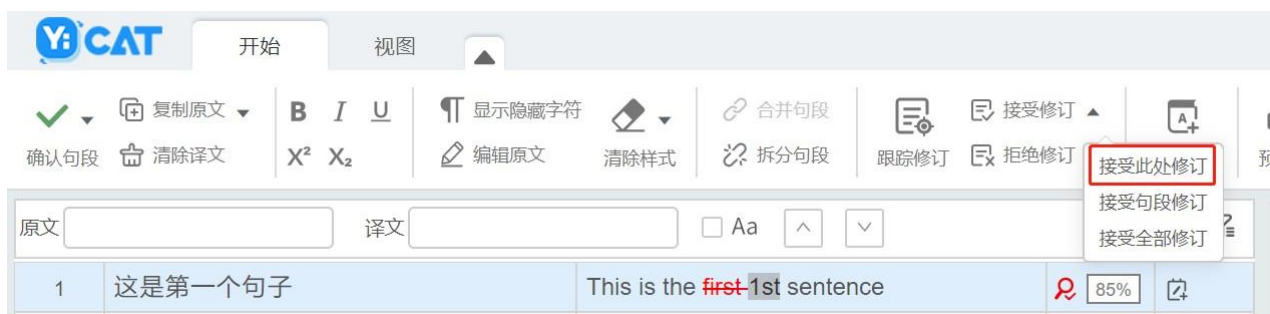 Yi CAT 开始 视图
复制原文 B I U 显示隐藏字符 合并句段 接受修订 A
确认句段 清除译文 X² X₂ 编辑原文 清除样式 拆分句段 跟踪修订 拒绝修订 接受此处修订
接受句段修订
原文 译文 Aa
接受全部修订
1 这是第一个句子 This is the first 1st sentence 85%